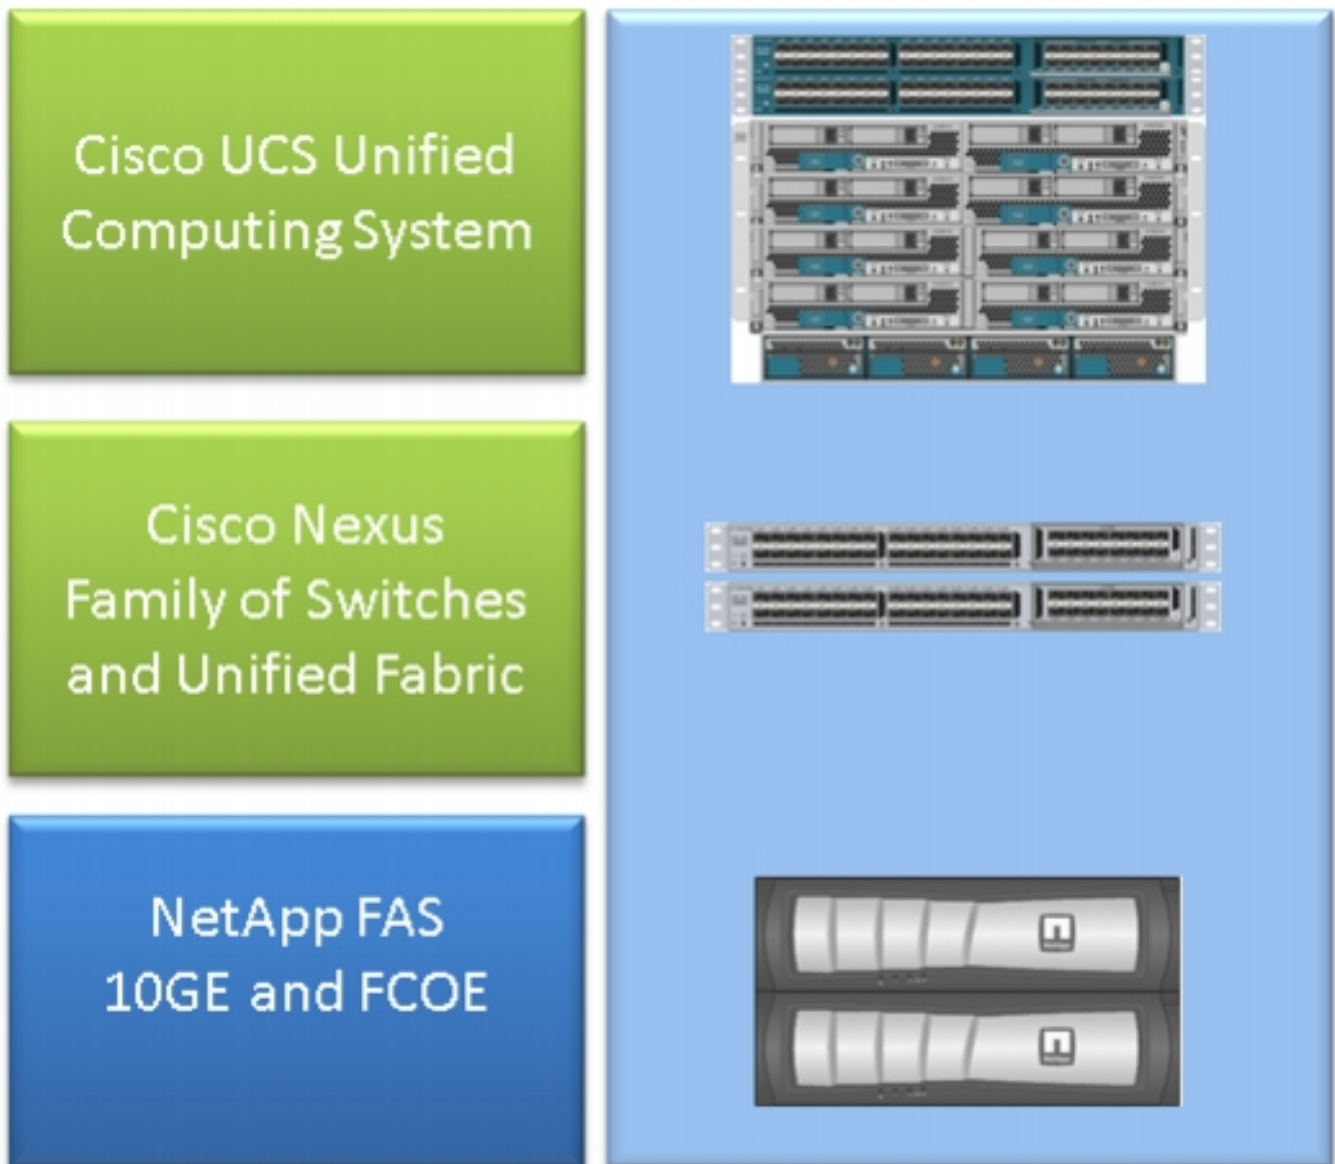 Cisco UCS Unified
Computing System
Cisco Nexus
Family of Switches
and Unified Fabric
NetApp FAS
10GE and FCOE